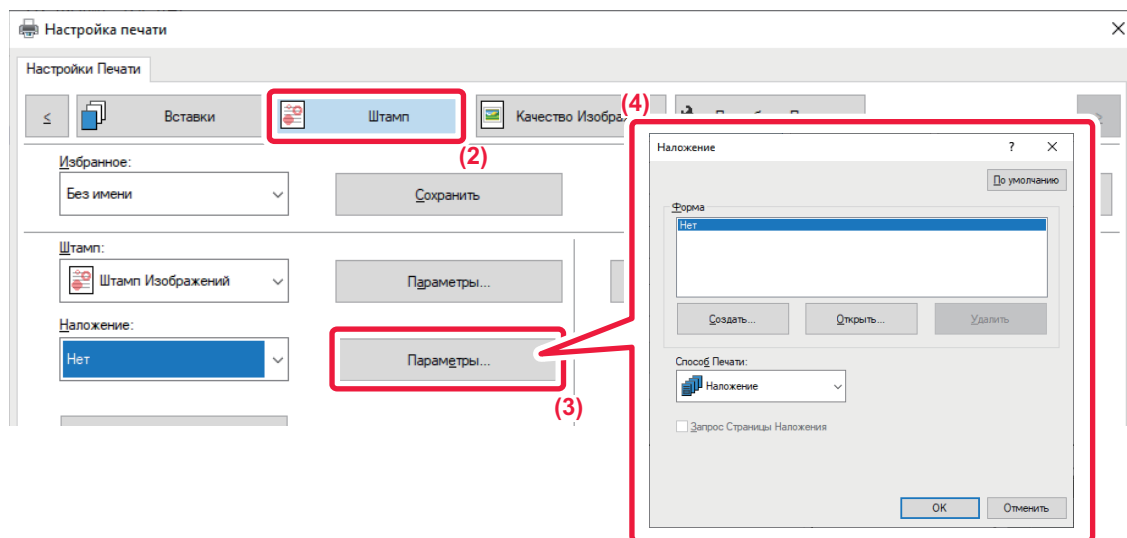 Настройка печати
Настройки Печати
< Вставки Штамп Качество Изображ
(4)
(2)
Избранное:
Без имени Сохранить
Штамп:
Штамп Изображений Параметры...
Наложение:
Нет Параметры...
(3)
Наложение ? ×
По умолчанию
Форма
Нет
Создать... Открыть... Удалить
Способ Печати:
Наложение
Запрос Страницы Наложения
OK Отменить